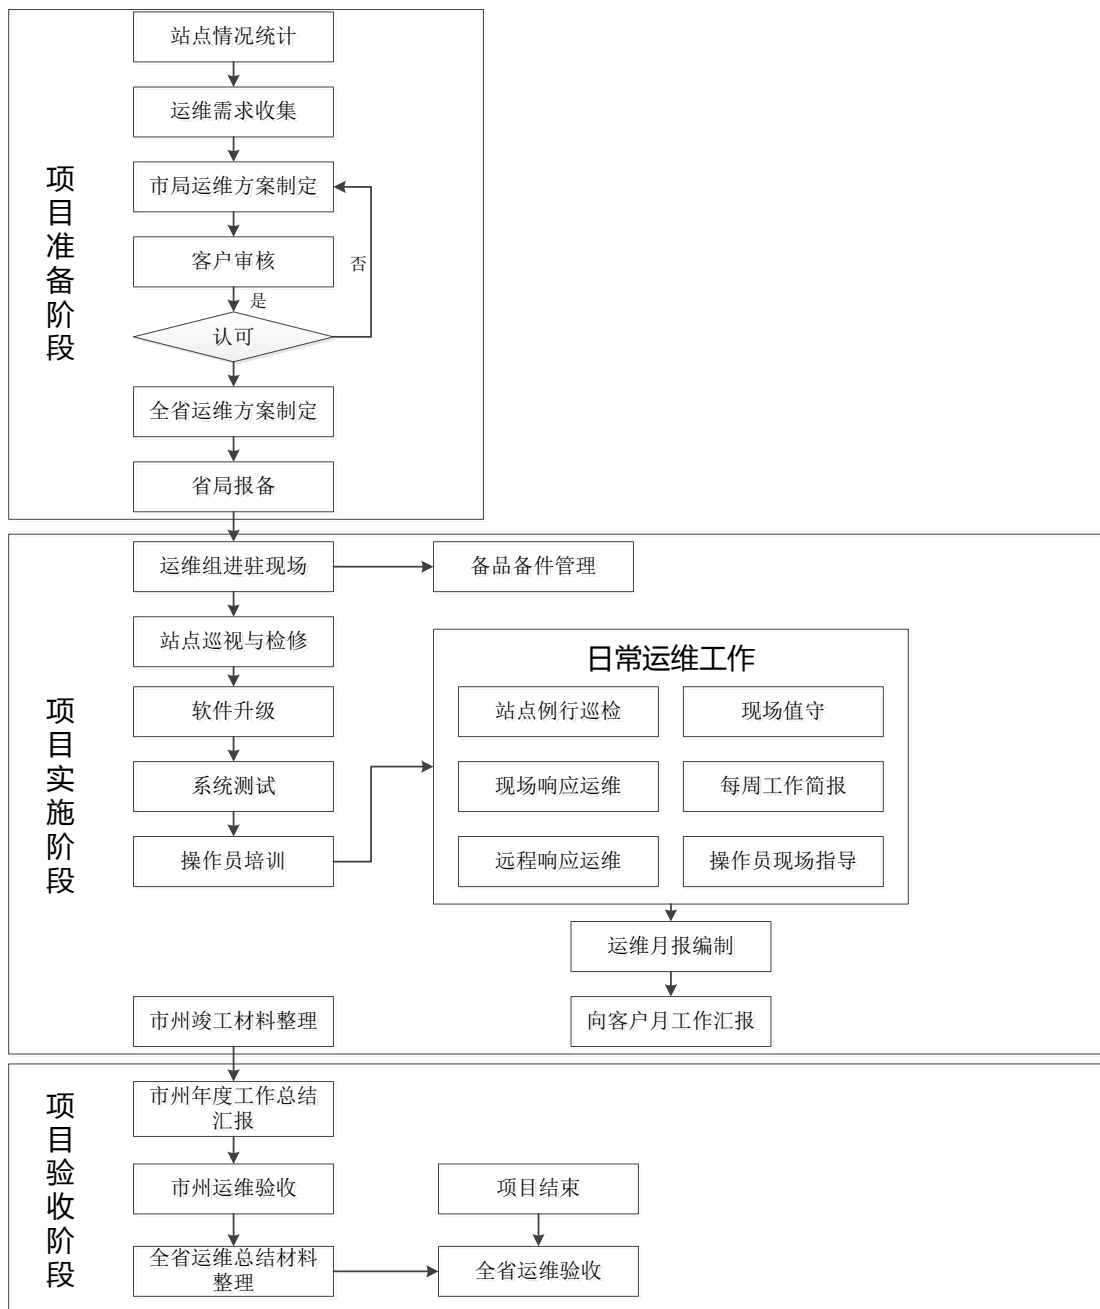 项目准备阶段
站点情况统计
运维需求收集
市局运维方案制定
客户审核
否
是
认可
全省运维方案制定
省局报备
项目实施阶段
运维组进驻现场
备品备件管理
站点巡视与检修
软件升级
系统测试
操作员培训
日常运维工作
站点例行巡检
现场值守
现场响应运维
每周工作简报
远程响应运维
操作员现场指导
运维月报编制
向客户月工作汇报
市州竣工材料整理
项目验收阶段
市州年度工作总结
汇报
市州运维验收
项目结束
全省运维总结材料
整理
全省运维验收